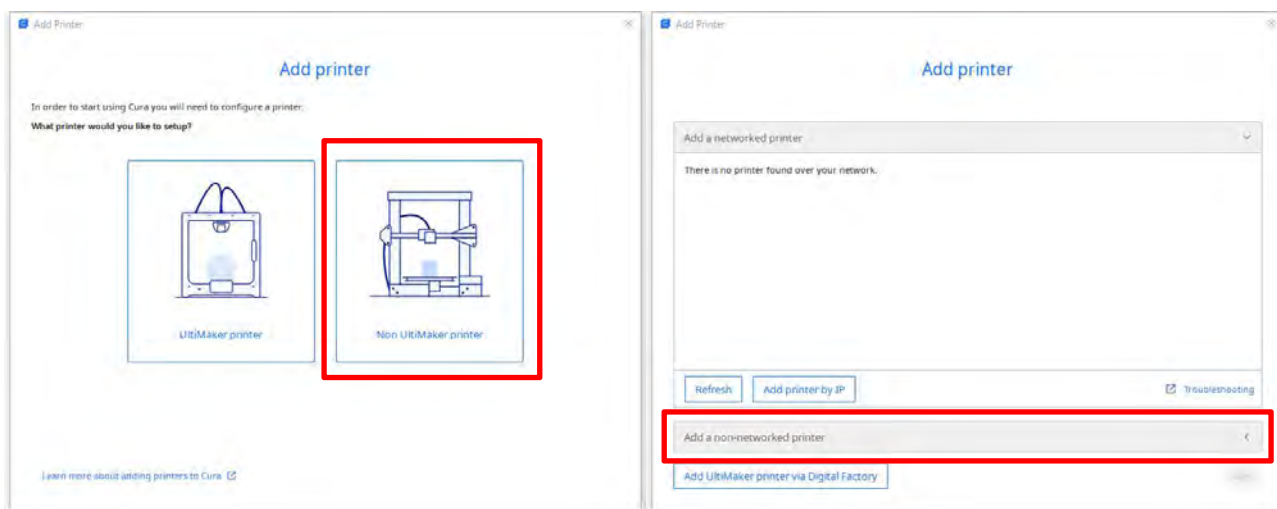 Add Printer
Add printer
In order to start using Cura you will need to configure a printer.
What printer would you like to setup?
UltiMaker printer
Non UltiMaker printer
Learn more about adding printers to Cura
Add Printer
Add printer
Add a networked printer
There is no printer found over your network.
Refresh
Add printer by IP
Troubleshooting
Add a non-networked printer
Add UltiMaker printer via Digital Factory